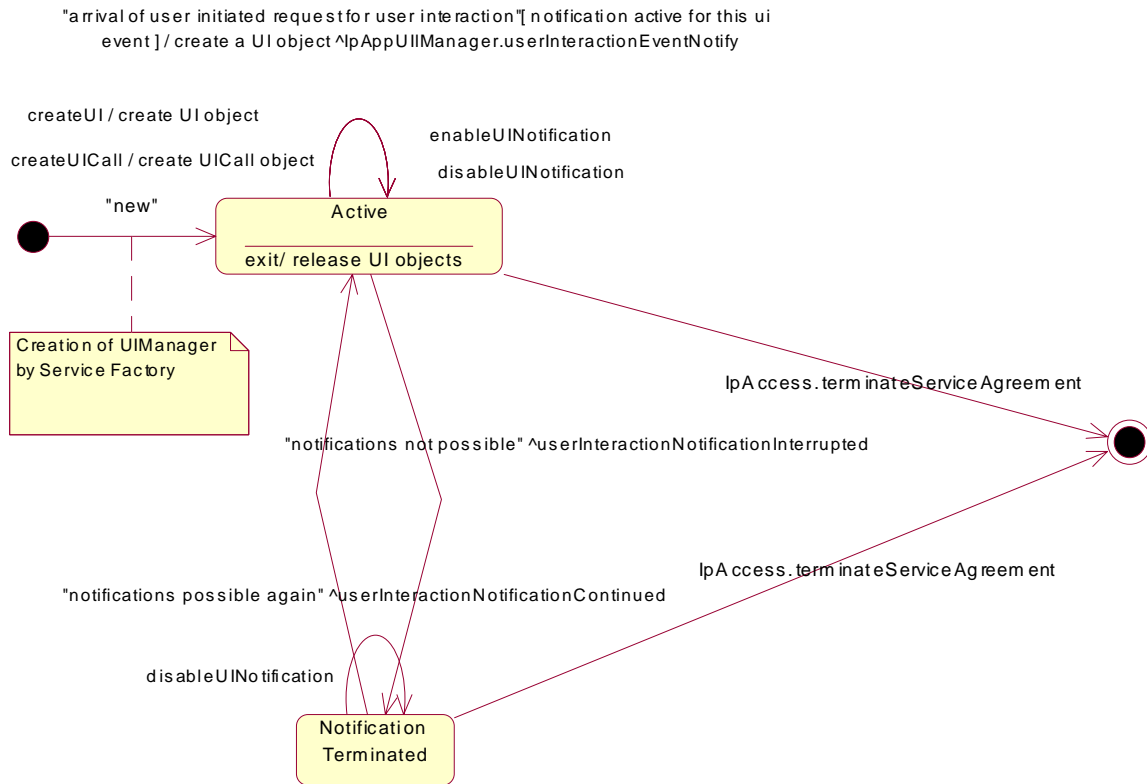 "arrival of user initiated request for user interaction"[ notification active for this ui
event ] / create a UI object ^IpAppUIIManager.userInteractionEventNotify
createUI / create UI object
enableUINotification
createUICall / create UICall object
disableUINotification
"new"
Active
exit/ release UI objects
Creation of UIManager
by Service Factory
IpAccess.terminateServiceAgreement
"notifications not possible" ^userInteractionNotificationInterrupted
IpAccess.terminateServiceAgreement
"notifications possible again" ^userInteractionNotificationContinued
disableUINotification
Notification
Terminated